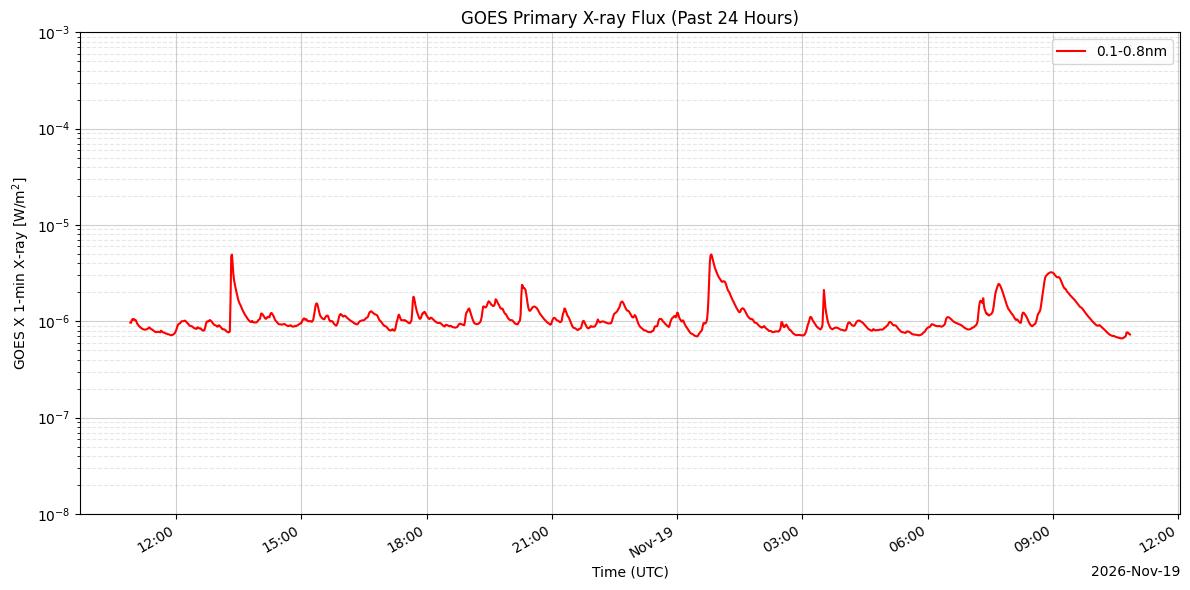 GOES Primary X-ray Flux (Past 24 Hours)
0.1-0.8nm
GOES X 1-min X-ray [W/m²]
10⁻³
10⁻⁴
10⁻⁵
10⁻⁶
10⁻⁷
10⁻⁸
12:00
15:00
18:00
21:00
Nov-19
03:00
06:00
09:00
12:00
Time (UTC)
2026-Nov-19